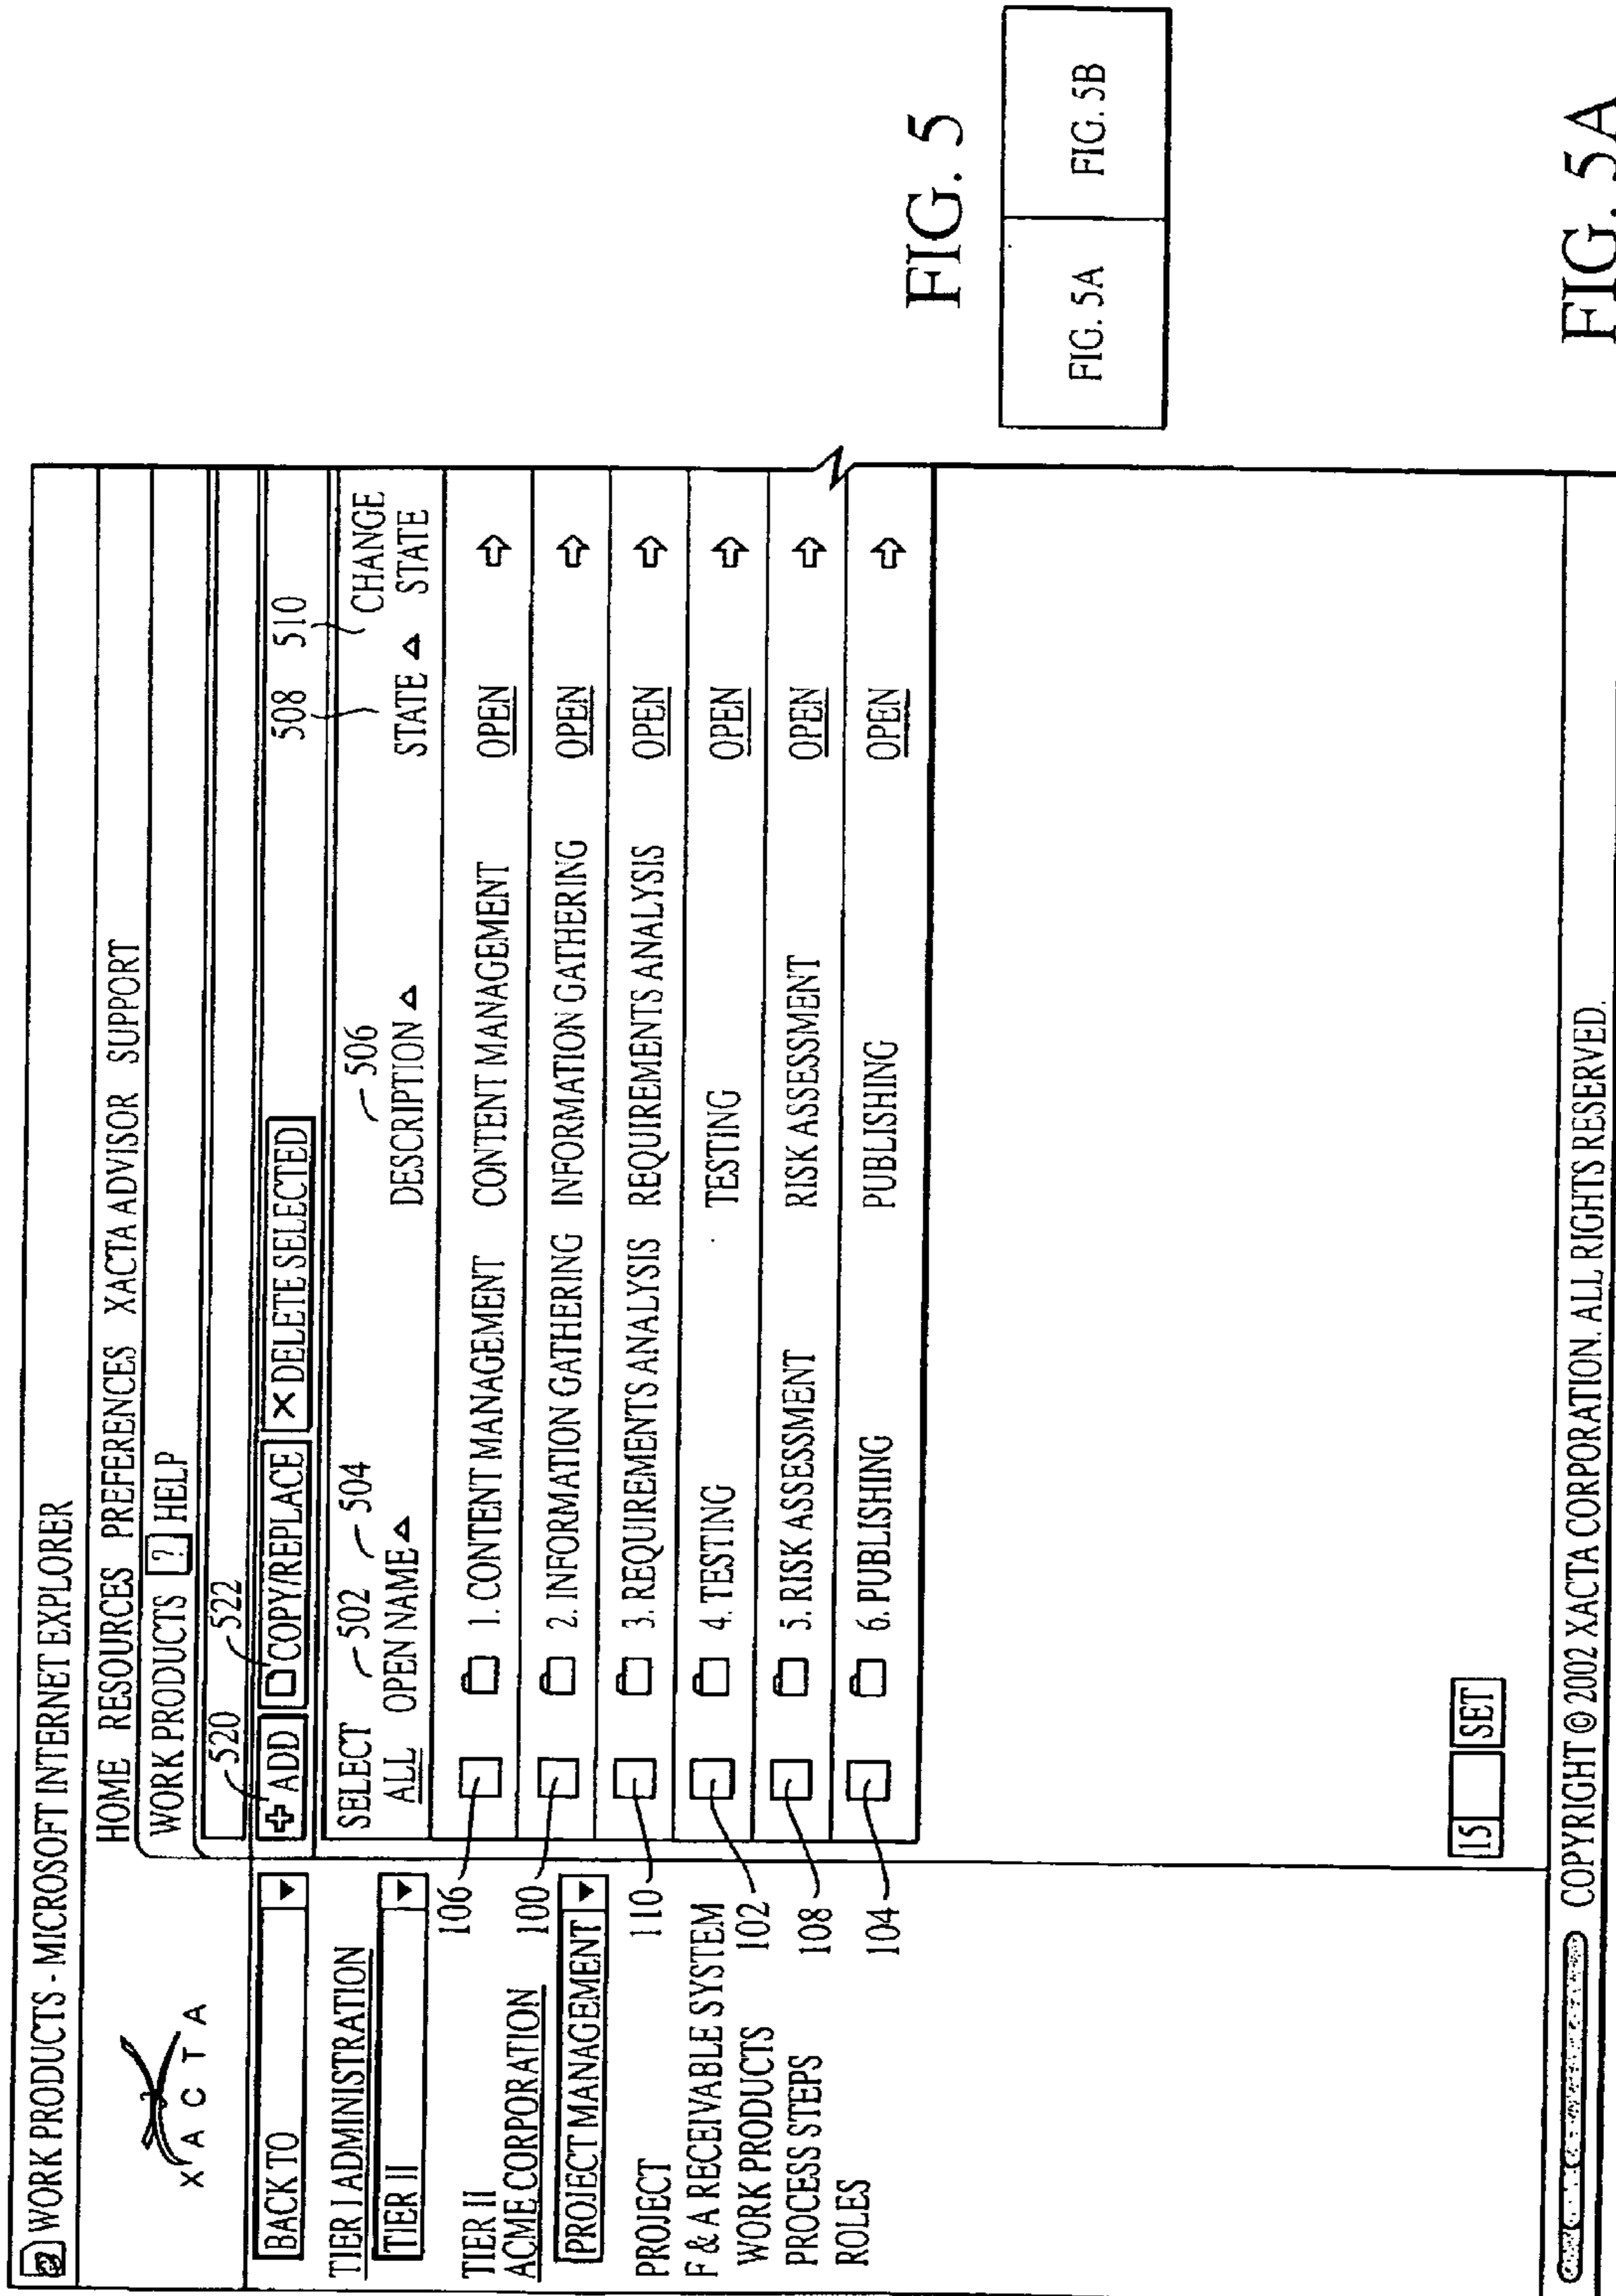 WORK PRODUCTS - MICROSOFT INTERNET EXPLORER
XACTA
HOME RESOURCES PREFERENCES XACTA ADVISOR SUPPORT
WORK PRODUCTS ? HELP
520 522
BACK TO
ADD COPY/REPLACE X DELETE SELECTED
508 510
TIER I ADMINISTRATION
TIER II
SELECT 502 504 506 CHANGE
ALL OPEN NAME DESCRIPTION STATE STATE
TIER II
ACME CORPORATION
PROJECT MANAGEMENT
106 1. CONTENT MANAGEMENT CONTENT MANAGEMENT OPEN
100 2. INFORMATION GATHERING INFORMATION GATHERING OPEN
110 3. REQUIREMENTS ANALYSIS REQUIREMENTS ANALYSIS OPEN
102 4. TESTING TESTING OPEN
108 5. RISK ASSESSMENT RISK ASSESSMENT OPEN
104 6. PUBLISHING PUBLISHING OPEN
PROJECT
F & A RECEIVABLE SYSTEM
WORK PRODUCTS
PROCESS STEPS
ROLES
15 SET
COPYRIGHT © 2002 XACTA CORPORATION. ALL RIGHTS RESERVED.
FIG. 5
FIG. 5A FIG. 5B
FIG. 5A